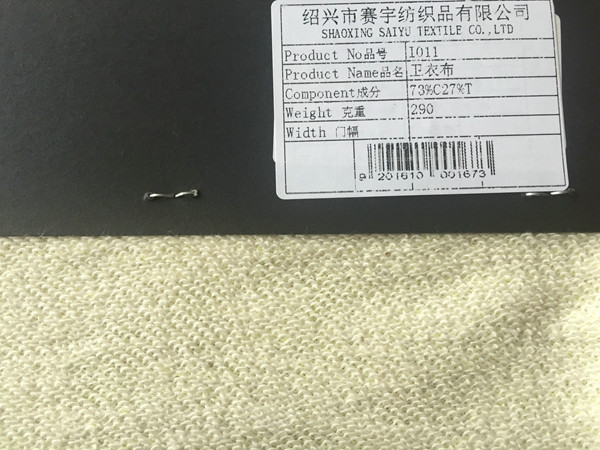 绍兴市赛宇纺织品有限公司
SHAOXING SAIYU TEXTILE CO.,LTD
Product No品号 I011
Product Name品名 卫衣布
Component成分 73%C27%T
Weight 克重 290
Width 门幅
9 201610 001673